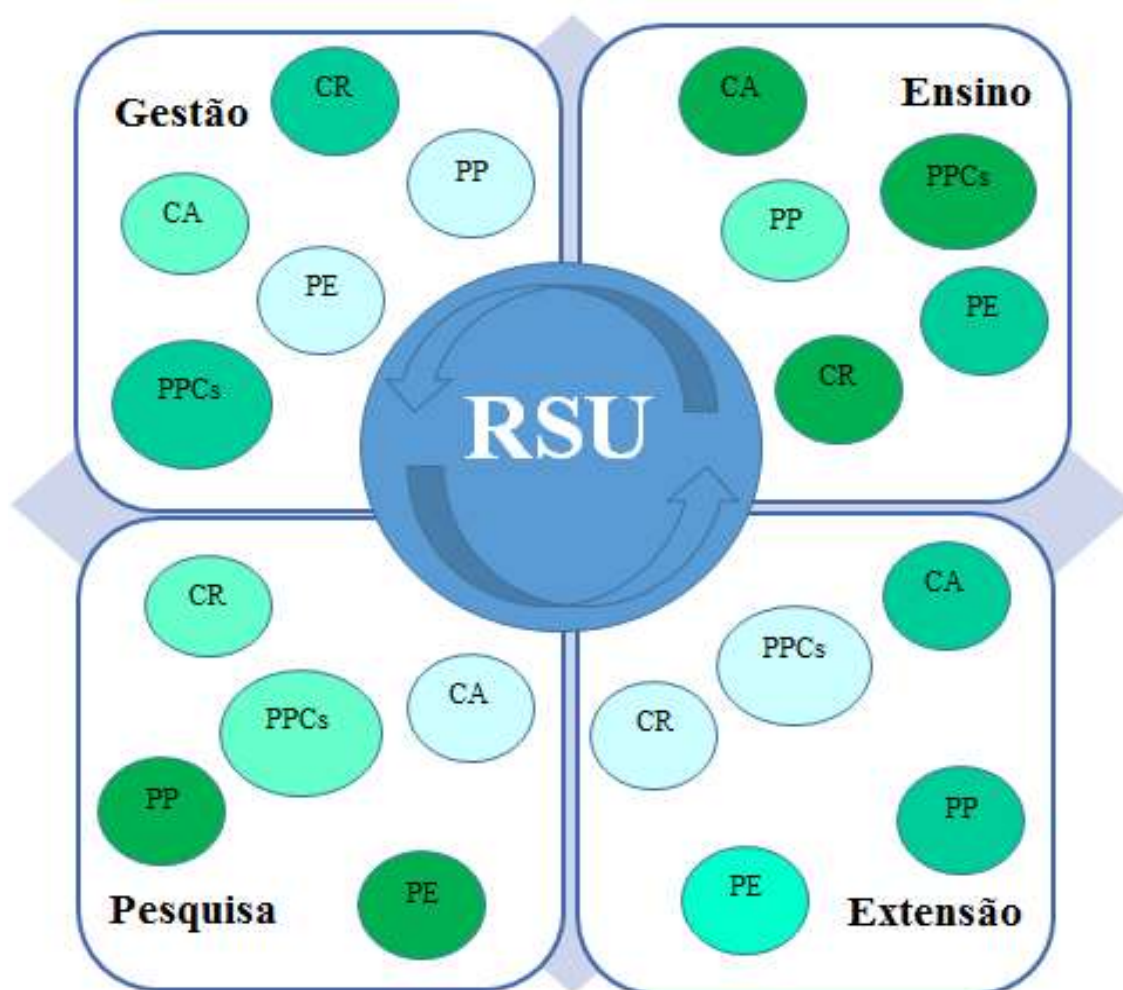 Gestão
CR
PP
CA
PE
PPCs
CA
Ensino
PPCs
PP
PE
CR
RSU
CR
CA
PPCs
PP
PE
Pesquisa
CA
PPCs
CR
PP
PE
Extensão